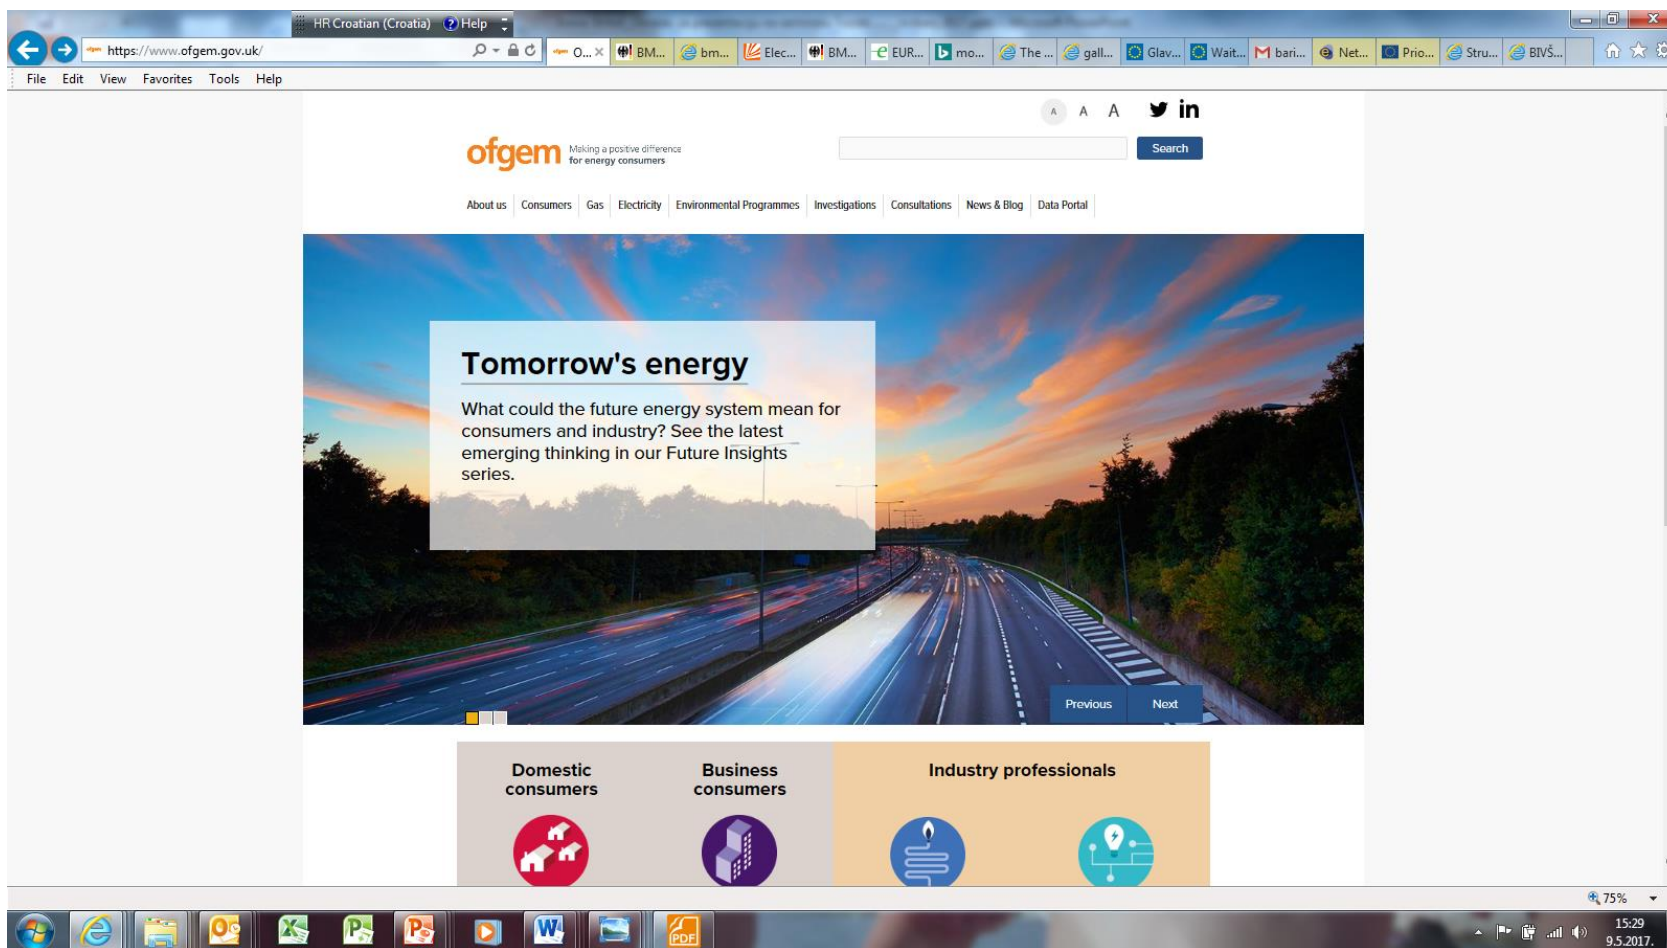 HR Croatian (Croatia) Help
https://www.ofgem.gov.uk/
O... BM... bm... Elec... BM... EUR... mo... The ... gall... Glav... Wait... bari... Net... Prio... Stru... BIVŠ...
File Edit View Favorites Tools Help
A A A in
ofgem Making a positive difference
for energy consumers
Search
About us Consumers Gas Electricity Environmental Programmes Investigations Consultations News & Blog Data Portal
Tomorrow's energy
What could the future energy system mean for
consumers and industry? See the latest
emerging thinking in our Future Insights
series.
Previous Next
Domestic
consumers
Business
consumers
Industry professionals
75%
PDF
15:29
9.5.2017.